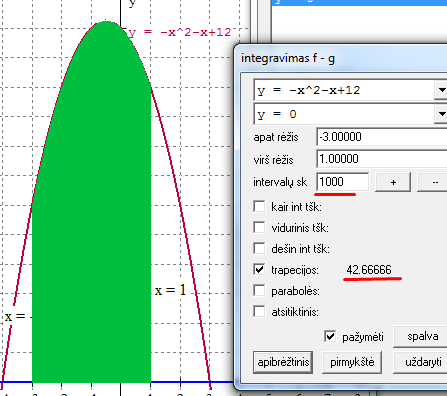 y
y = -x^2-x+12
x = 1
x = -
integravimas f - g
y = -x^2-x+12
y = 0
apat rėžis -3.00000
virš rėžis 1.00000
intervalų sk 1000 + --
kair int tšk:
vidurinis tšk:
dešin int tšk:
trapecijos: 42.66666
parabolės:
atsitiktinis:
pažymėti spalva
apibrėžtinis pirmykštė uždaryti